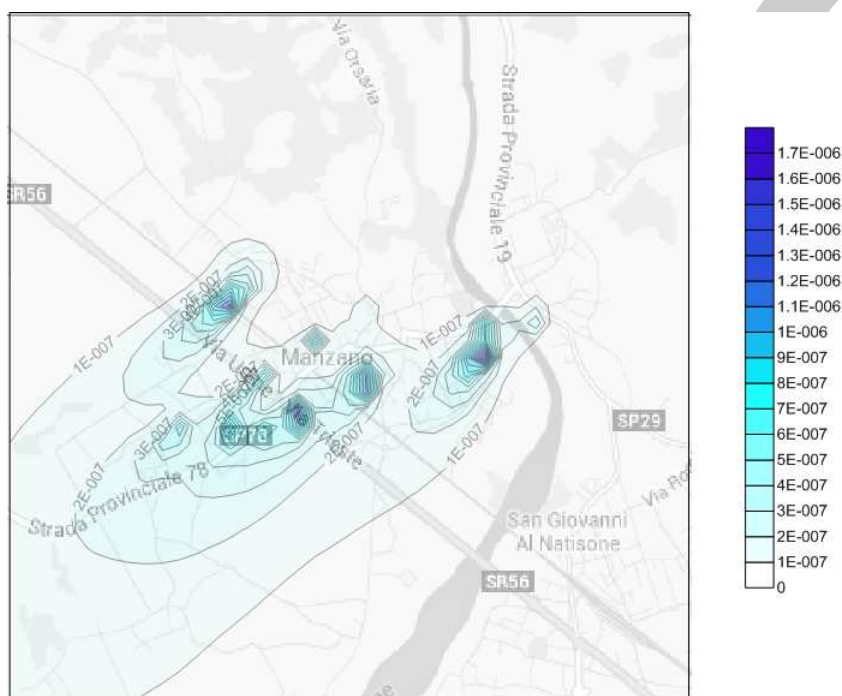 Via Orsaria
Strada Provinciale 19
SR56
1.7E-006
1.6E-006
1.5E-006
1.4E-006
1.3E-006
1.2E-006
1.1E-006
1E-006
9E-007
8E-007
7E-007
6E-007
5E-007
4E-007
3E-007
2E-007
1E-007
0
2E-007
3E-007
1E-007
1E-007
Manzano
2E-007
2E-007
Via Trieste
SP78
SP29
3E-007
2E-007
2E-007
1E-007
Strada Provinciale 78
San Giovanni
Al Natisone
SR56